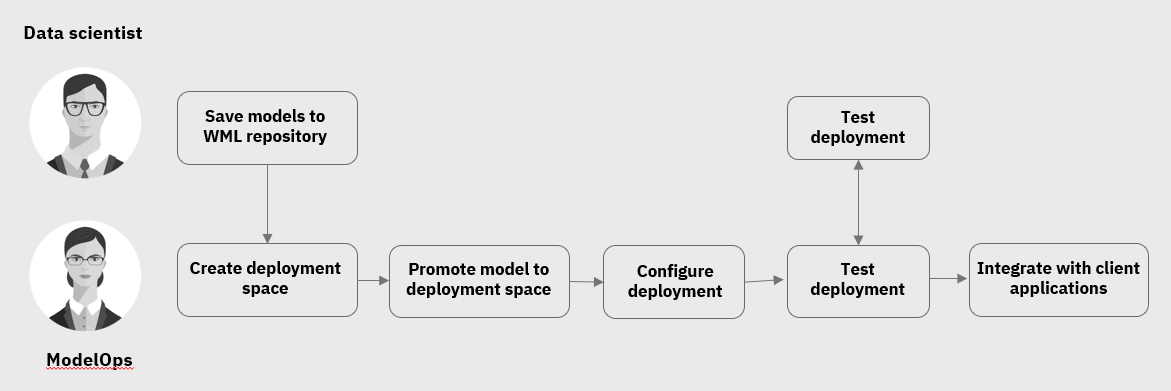 Data scientist
Save models to
WML repository
Test
deployment
Create deployment
space
Promote model to
deployment space
Configure
deployment
Test
deployment
Integrate with client
applications
ModelOps